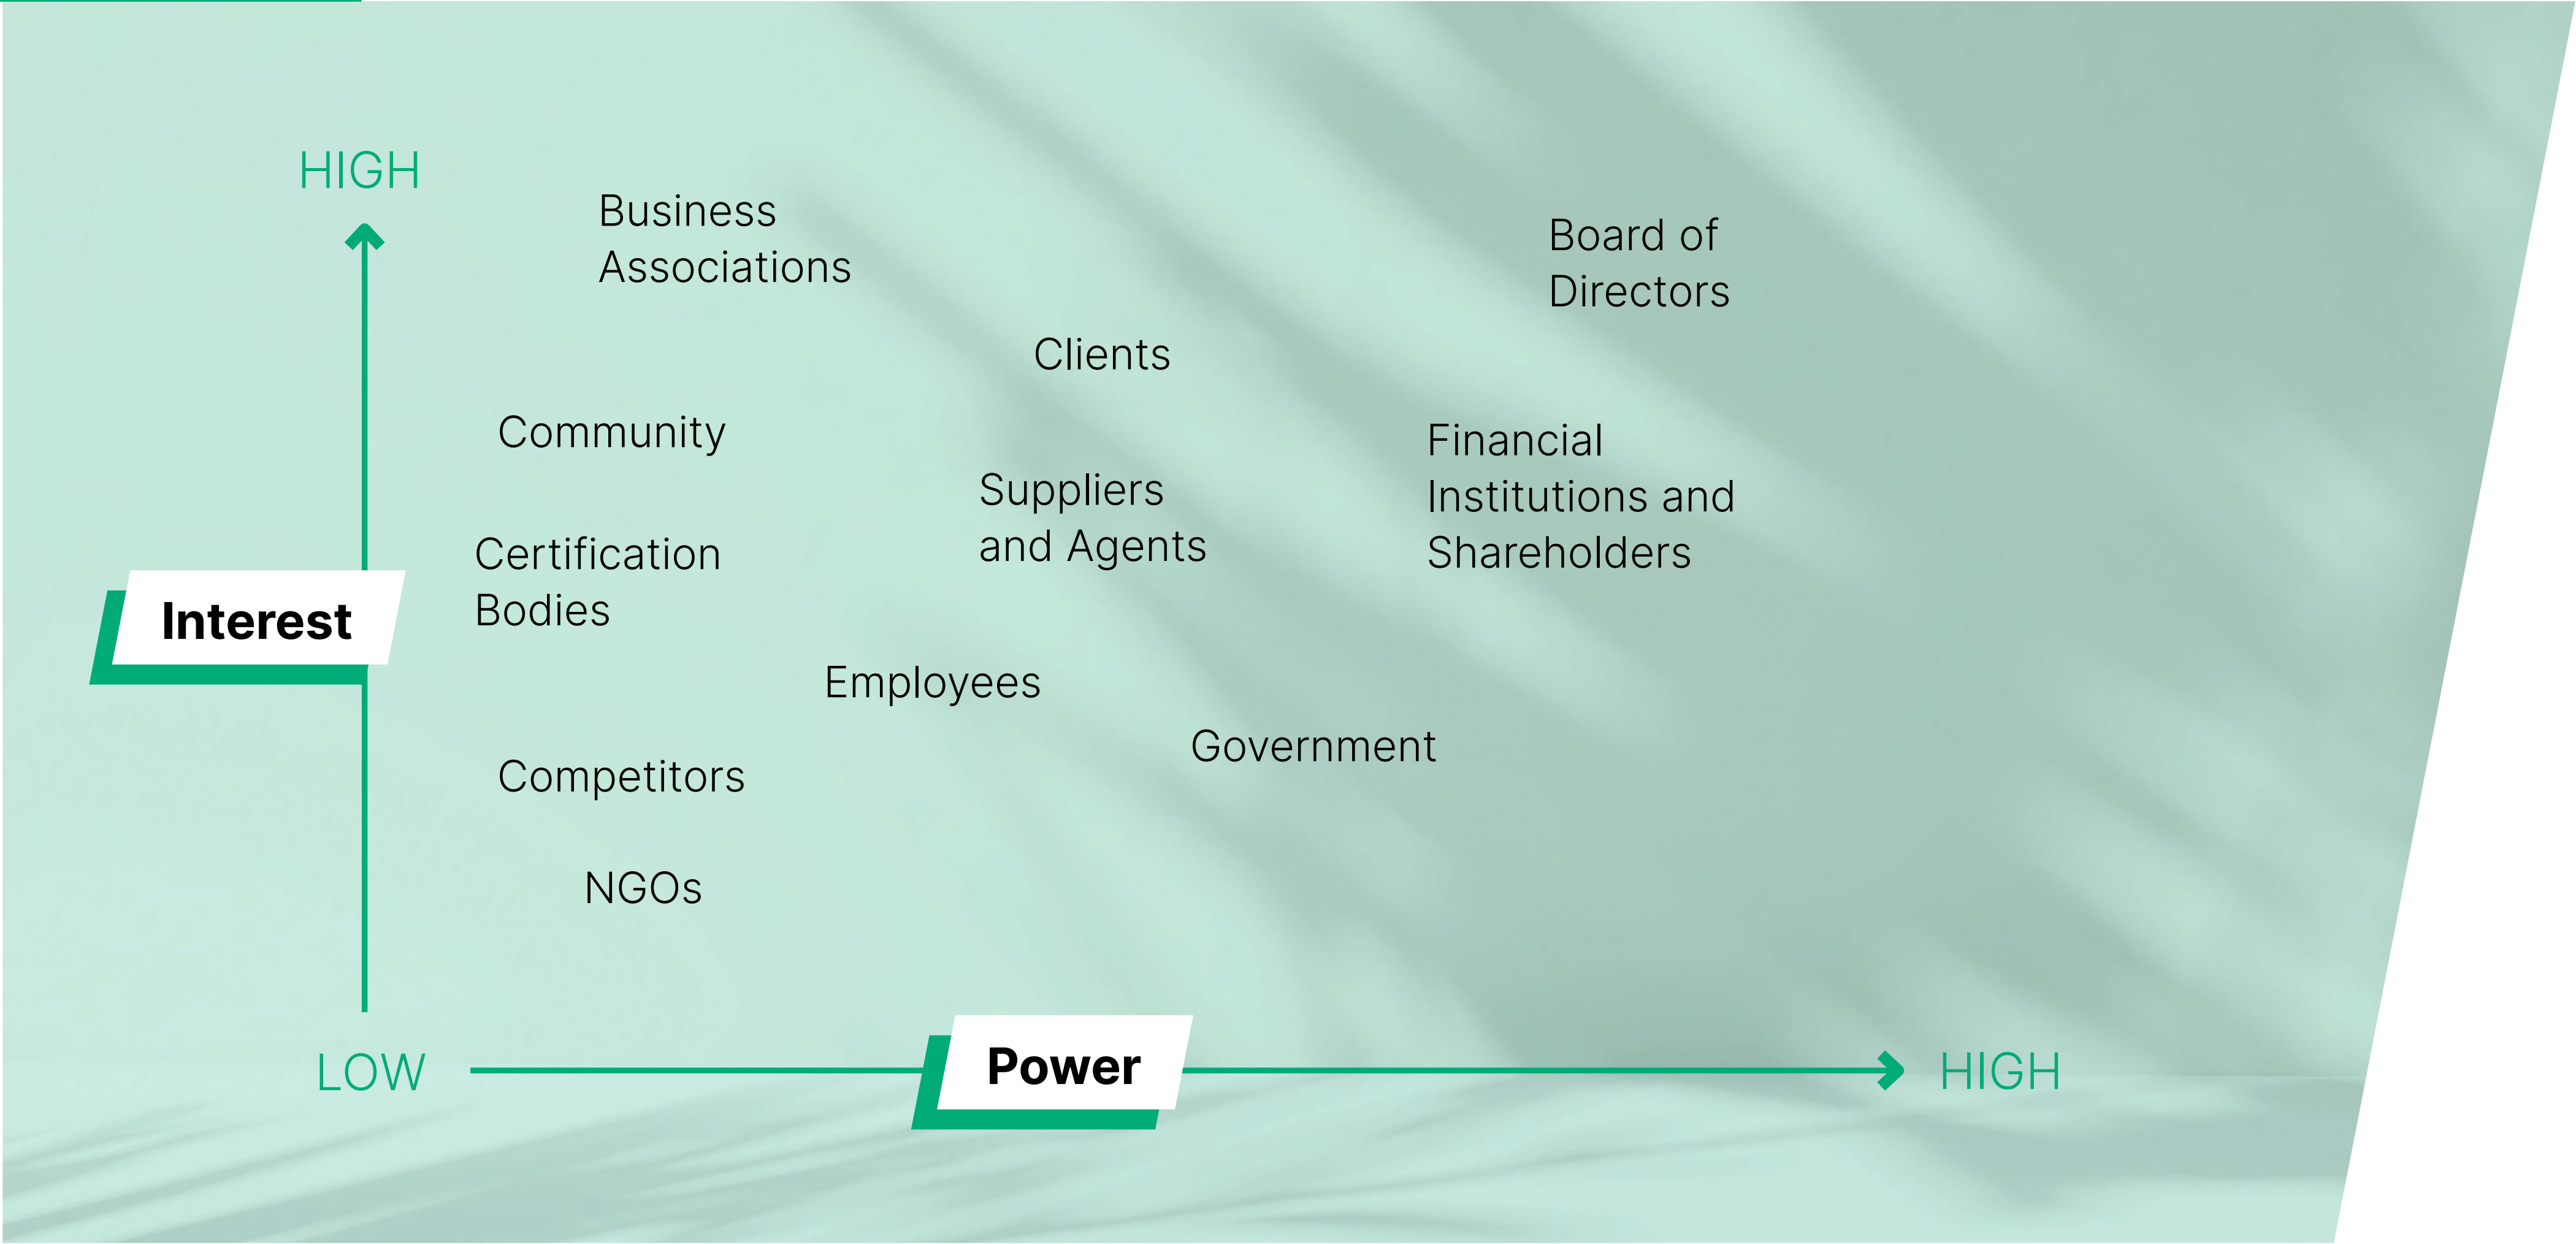 HIGH
Business
Associations
Board of
Directors
Clients
Community
Financial
Institutions and
Shareholders
Suppliers
and Agents
Certification
Bodies
Interest
Employees
Government
Competitors
NGOs
LOW
Power
HIGH